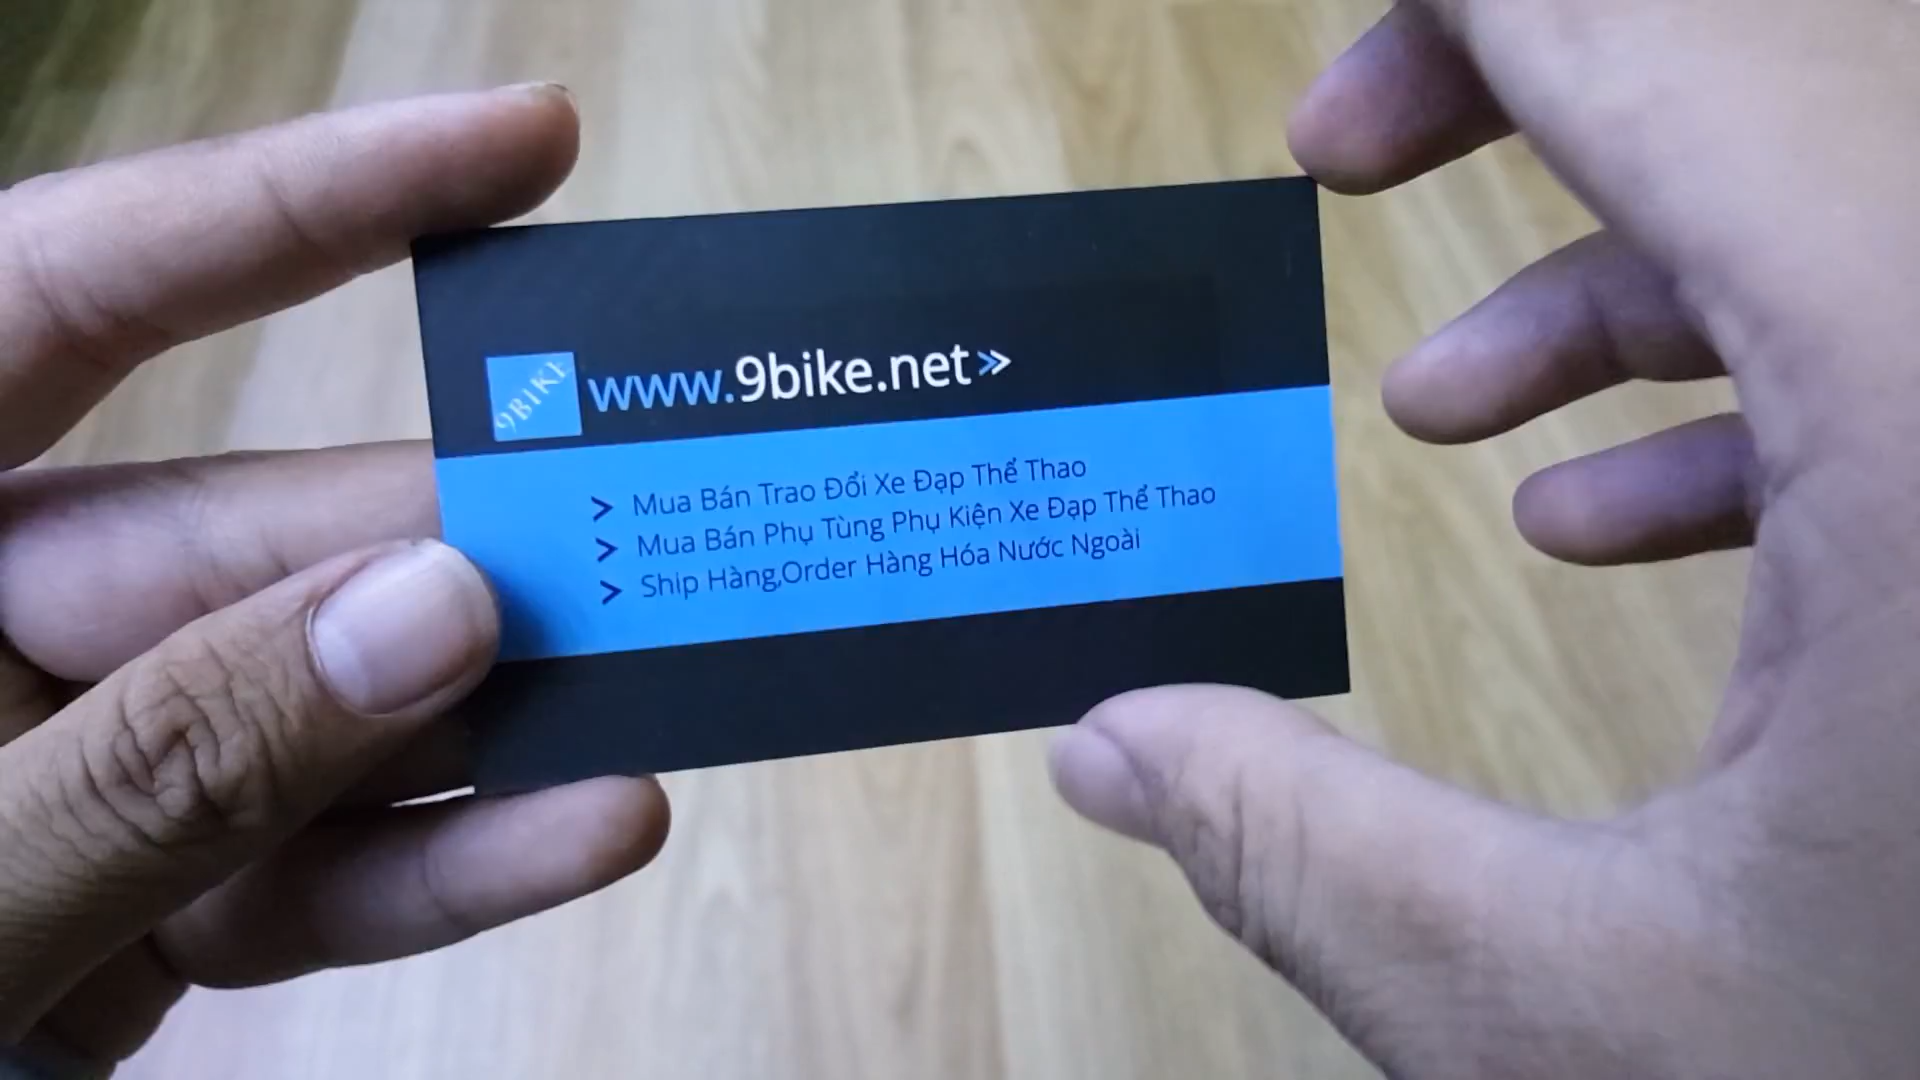 9BIKE
www.9bike.net»
> Mua Bán Trao Đổi Xe Đạp Thể Thao
> Mua Bán Phụ Tùng Phụ Kiện Xe Đạp Thể Thao
> Ship Hàng,Order Hàng Hóa Nước Ngoài